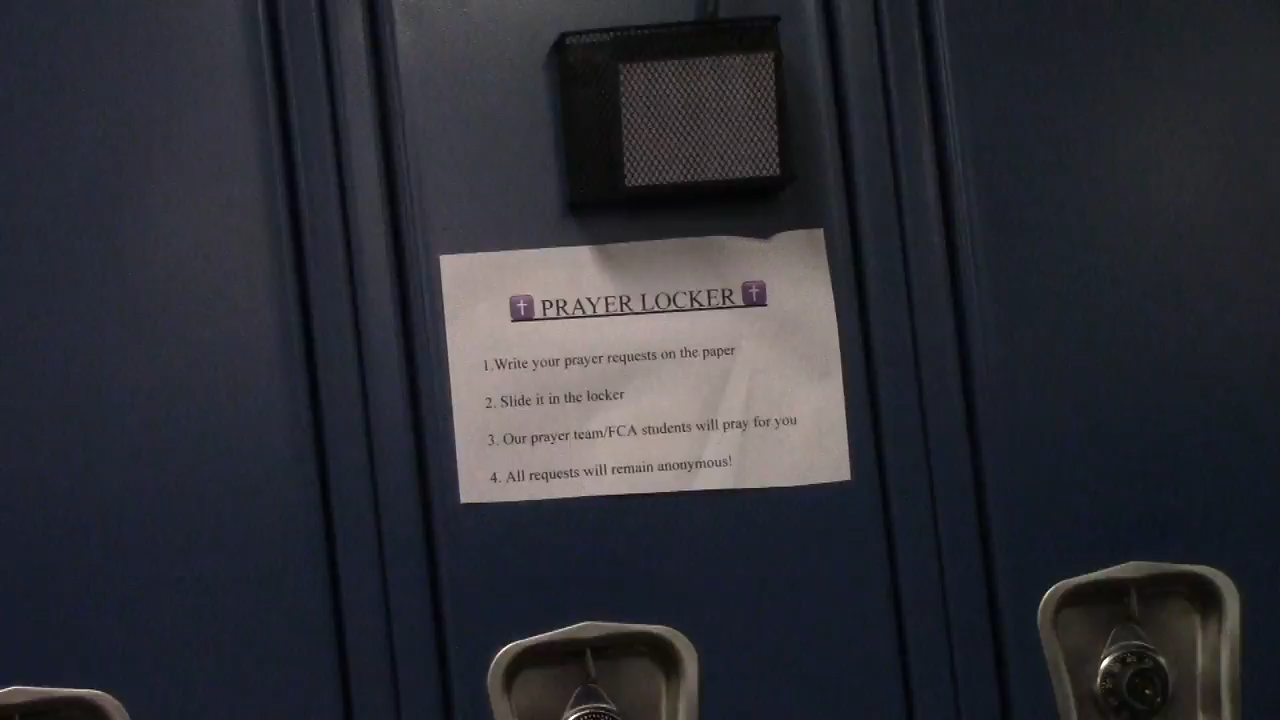 ✝️ PRAYER LOCKER ✝️
1.Write your prayer requests on the paper
2. Slide it in the locker
3. Our prayer team/FCA students will pray for you
4. All requests will remain anonymous!